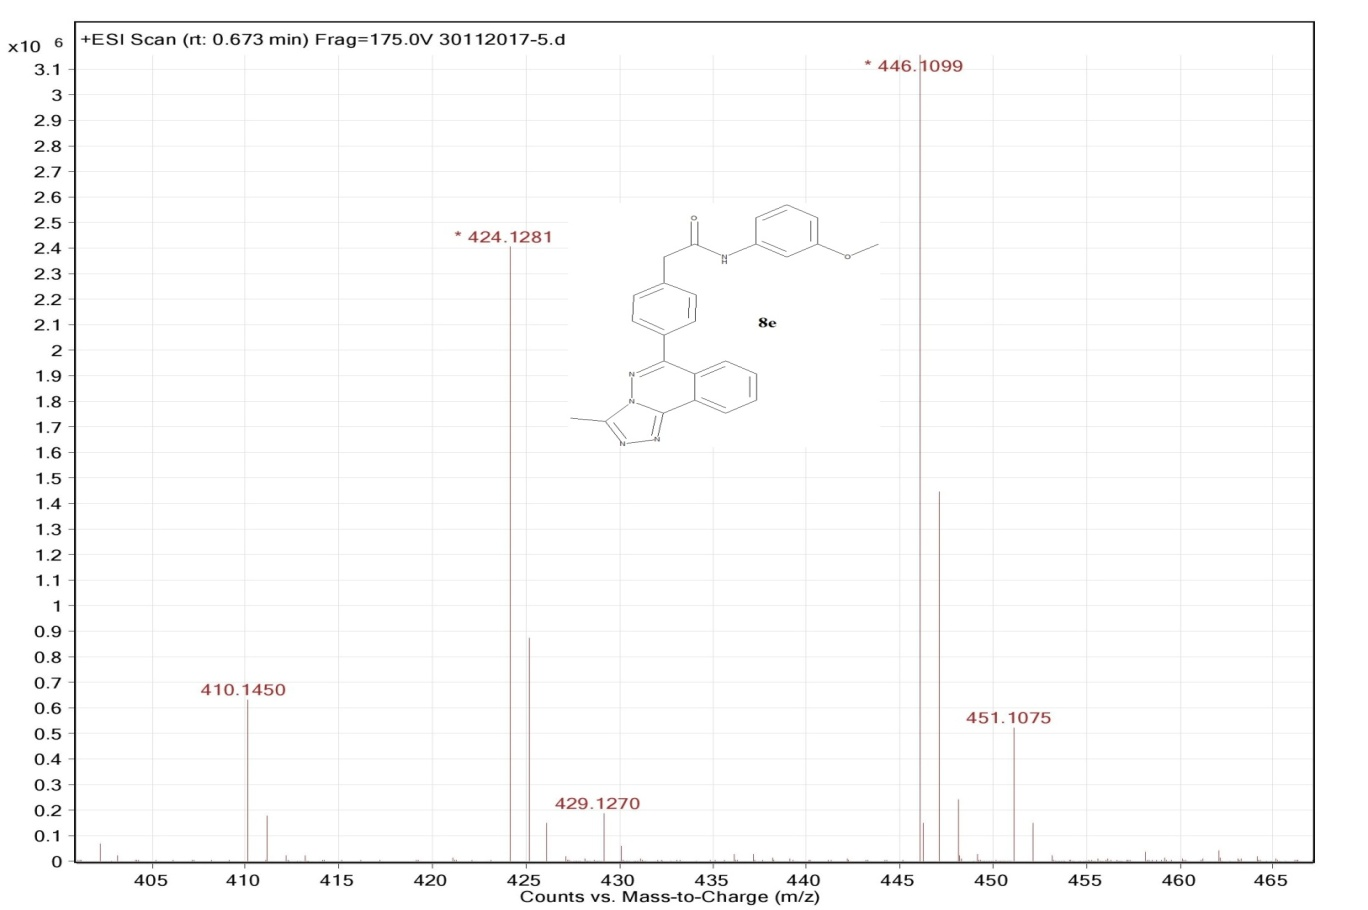 x10 6
+ESI Scan (rt: 0.673 min) Frag=175.0V 30112017-5.d
3.1
* 446.1099
3
2.9
2.8
2.7
2.6
2.5
O
2.4
* 424.1281
N
H
O
2.3
2.2
2.1
8e
2
1.9
N
1.8
N
1.7
N
N
1.6
1.5
1.4
1.3
1.2
1.1
1
0.9
0.8
0.7
410.1450
0.6
451.1075
0.5
0.4
0.3
0.2
429.1270
0.1
0
405 410 415 420 425 430 435 440 445 450 455 460 465
Counts vs. Mass-to-Charge (m/z)